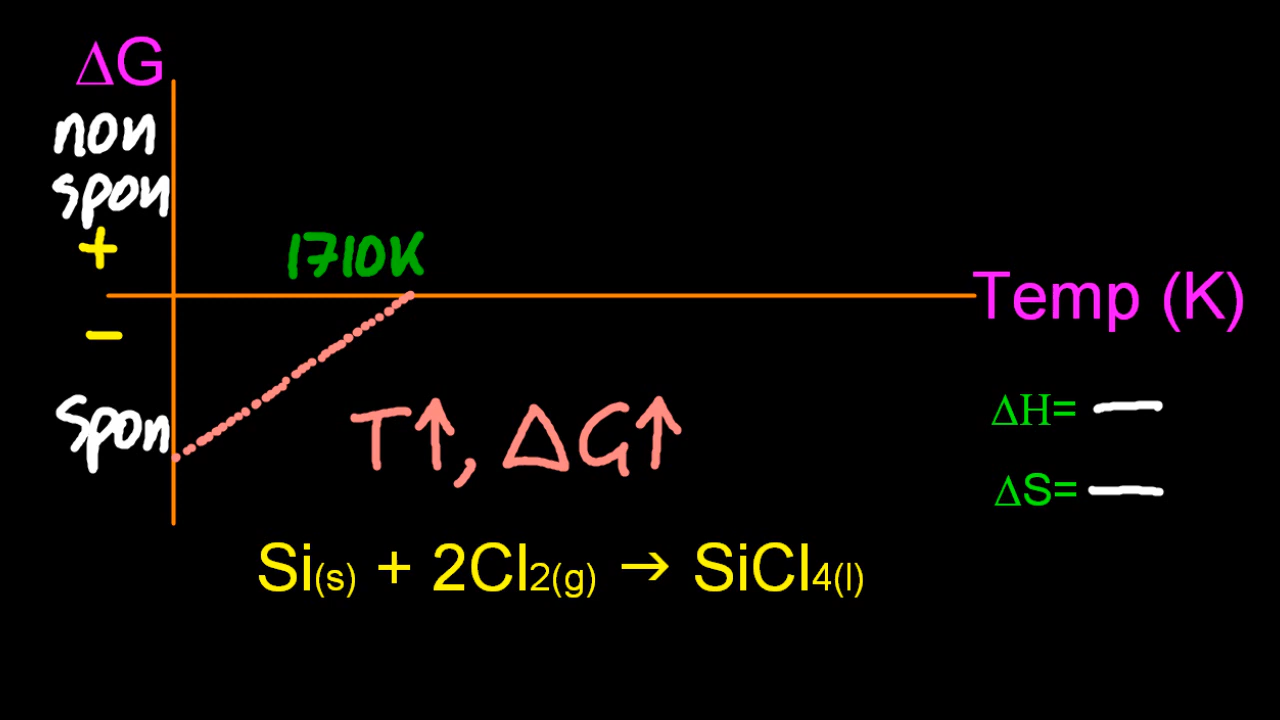 ΔG
non
spon
+
1710K
Temp (K)
−
Spon
T↑, ΔG↑
ΔH= −
ΔS= −
Si(s) + 2Cl2(g) → SiCl4(l)